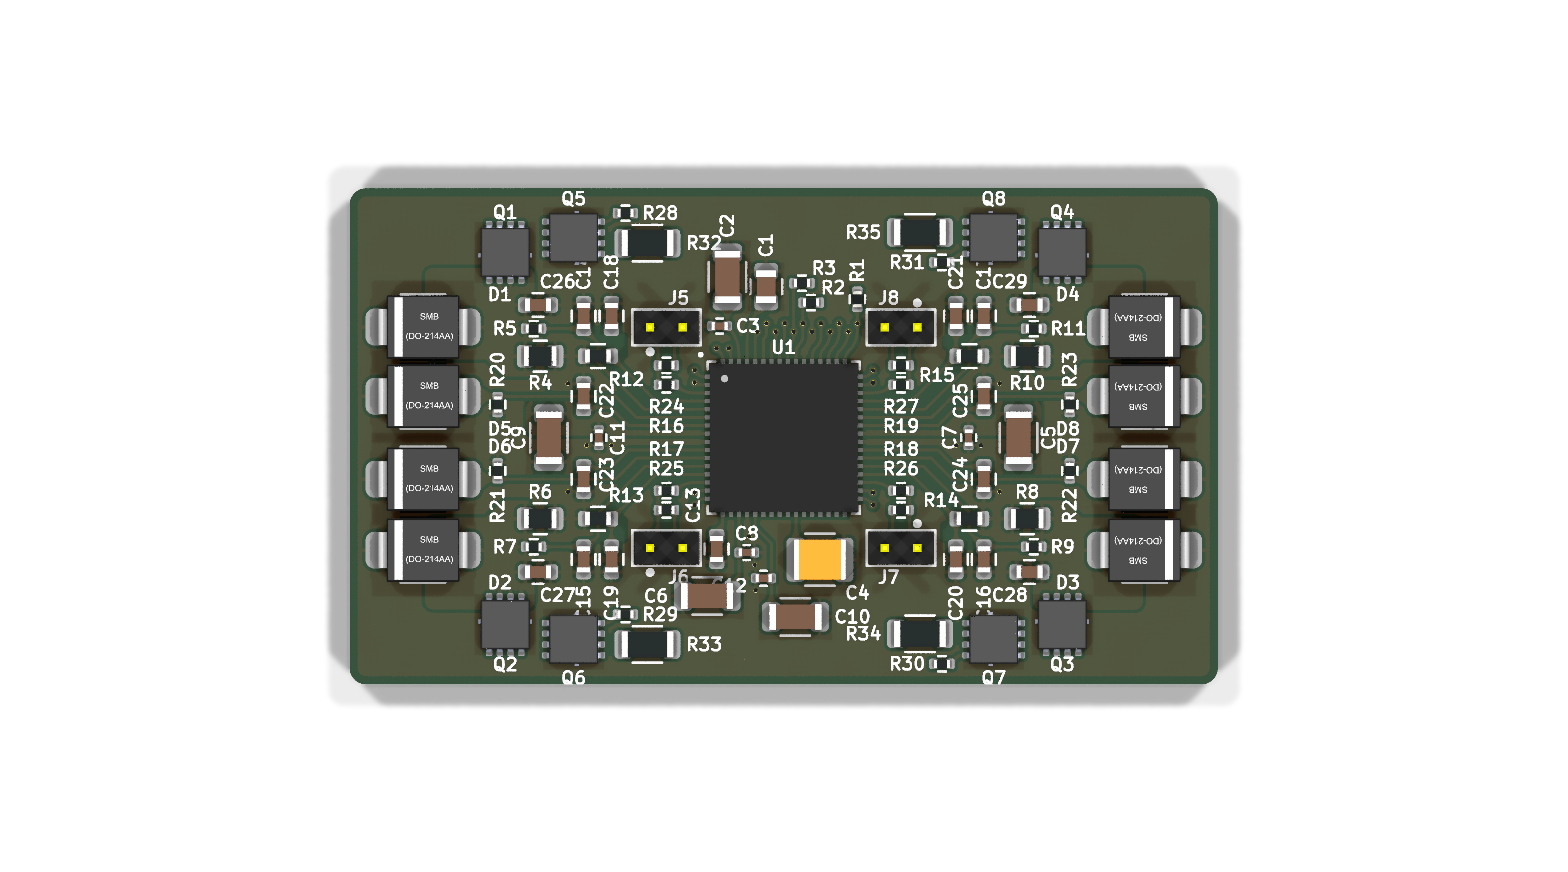 Q5
Q8
Q1
R28
Q4
C2
R35
R32
C1
R31
C26
C1
C18
R3
R1
C21
C1
C29
R2
D1
J5
J8
D4
SMB
(DO-214AA)
R5
C3
R11
SMB
(DO-214AA)
U1
R20
R4
R12
R15
R10
R23
SMB
(DO-214AA)
C22
R24
R27
C25
SMB
(DO-214AA)
D5
R16
R19
D8
C9
C11
C7
C5
D6
R17
R18
D7
SMB
(DO-214AA)
C23
R25
R26
C24
SMB
(DO-214AA)
R21
R6
R13
C13
R14
R8
R22
SMB
(DO-214AA)
R7
C8
R9
SMB
(DO-214AA)
D2
J6
J7
D3
C27
15
C19
C6
2
C4
C20
C16
C28
R29
C10
R33
R34
Q2
R30
Q3
Q6
Q7